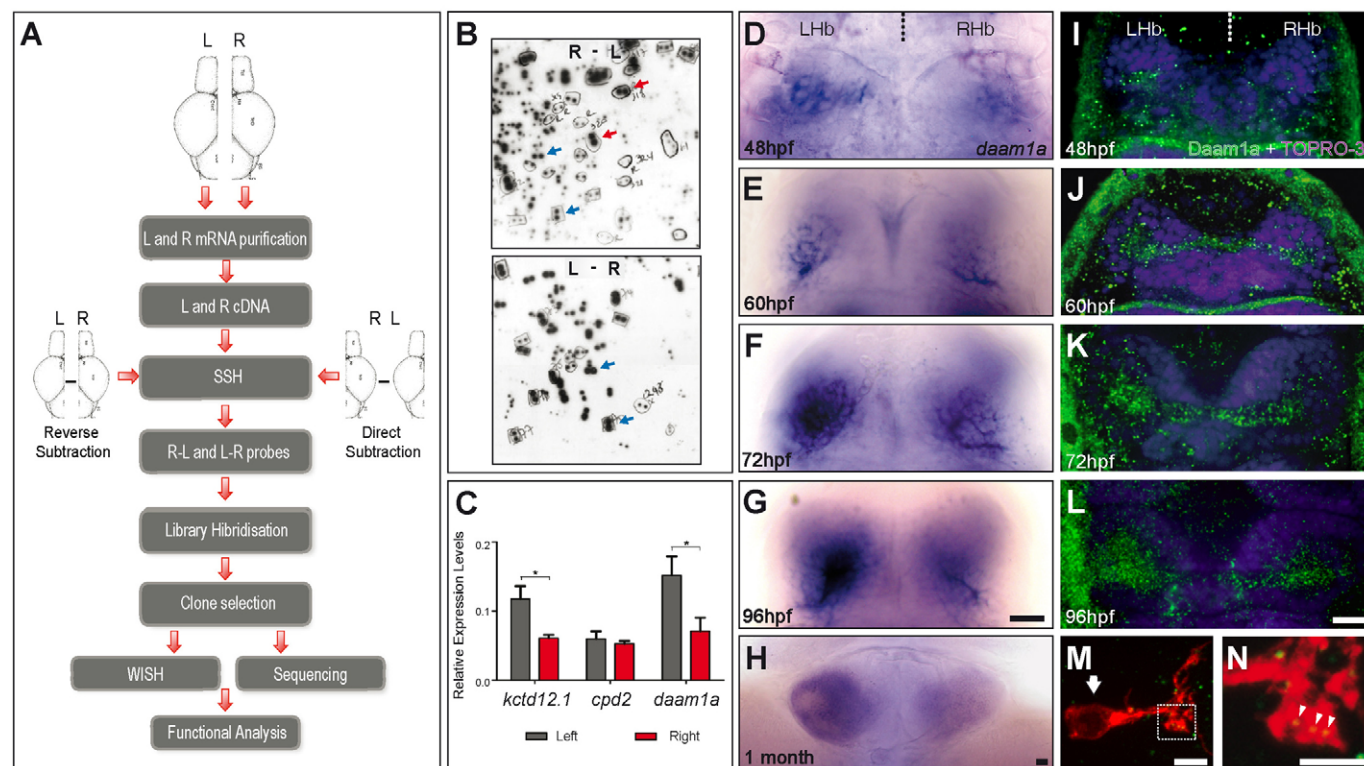 A
L R
L and R mRNA purification
L and R cDNA
L R
R L
SSH
Reverse
Subtraction
Direct
Subtraction
R-L and L-R probes
Library Hibridisation
Clone selection
WISH
Sequencing
Functional Analysis
B
R - L
L - R
C
Relative Expression Levels
0.2
0.1
0.0
*
*
kctd12.1
cpd2
daam1a
Left
Right
D
LHb
RHb
48hpf
daam1a
E
60hpf
F
72hpf
G
96hpf
H
1 month
I
LHb
RHb
48hpf
Daam1a + TOPRO-3
J
60hpf
K
72hpf
L
96hpf
M
N